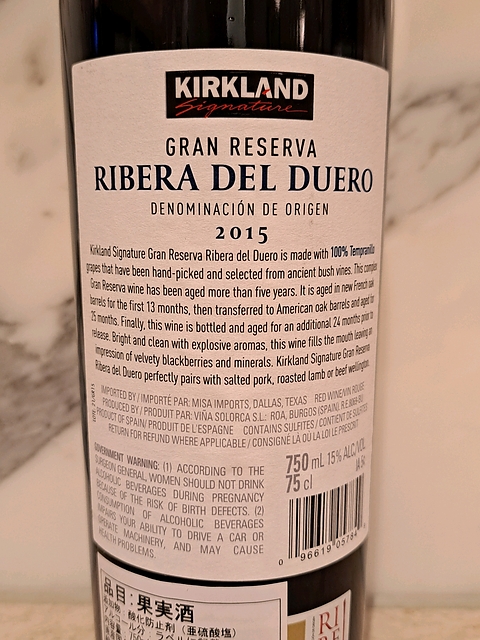 KIRKLAND
Signature
GRAN RESERVA
RIBERA DEL DUERO
DENOMINACIÓN DE ORIGEN
2015
Kirkland Signature Gran Reserva Ribera del Duero is made with 100% Tempranillo
grapes that have been hand-picked and selected from ancient bush vines. This complex
Gran Reserva wine has been aged more than five years. It is aged in new French oak
barrels for the first 13 months, then transferred to American oak barrels and aged for
25 months. Finally, this wine is bottled and aged for an additional 24 months prior to
release. Bright and clean with explosive aromas, this wine fills the mouth leaving an
impression of velvety blackberries and minerals. Kirkland Signature Gran Reserva
Ribera del Duero perfectly pairs with salted pork, roasted lamb or beef wellington.
IMPORTED BY / IMPORTÉ PAR: MISA IMPORTS, DALLAS, TEXAS RED WINE/VIN ROUGE
PRODUCED BY / PRODUIT PAR: VIÑA SOLORCA S.L.: ROA, BURGOS (SPAIN).
PRODUCT OF SPAIN/ PRODUIT DE L'ESPAGNE CONTAINS SULFITES / CONTIENT DE SULFITES
RETURN FOR REFUND WHERE APPLICABLE / CONSIGNÉ LÀ OÙ LA LOI LE PRESCRIT
GOVERNMENT WARNING: (1) ACCORDING TO THE
SURGEON GENERAL, WOMEN SHOULD NOT DRINK
ALCOHOLIC BEVERAGES DURING PREGNANCY
BECAUSE OF THE RISK OF BIRTH DEFECTS. (2)
CONSUMPTION OF ALCOHOLIC BEVERAGES
IMPAIRS YOUR ABILITY TO DRIVE A CAR OR
OPERATE MACHINERY, AND MAY CAUSE
HEALTH PROBLEMS.
750 mL 15% ALC./VOL.
75 cl
0 96619 05784
品目:果実酒
酸化防止剤(亜硫酸塩)